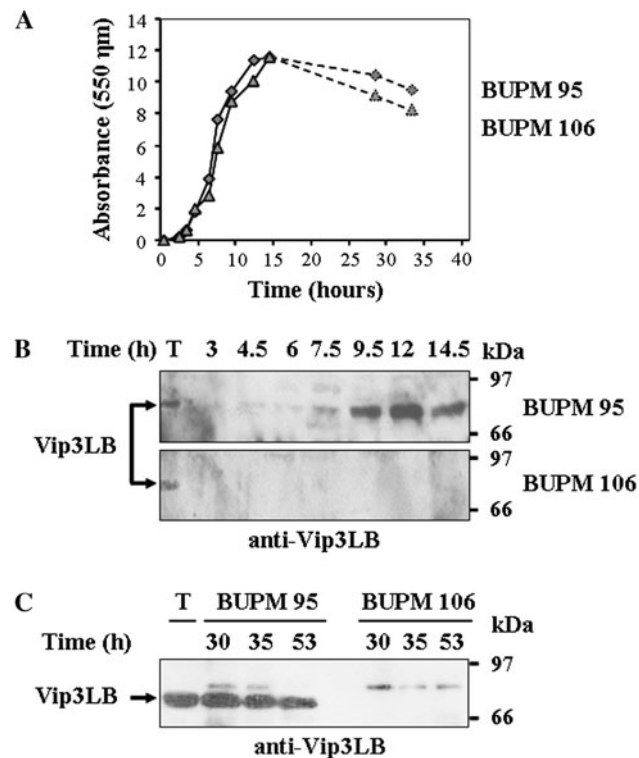 A
Absorbance (550 ηm)
14
12
10
8
6
4
2
0
0 5 10 15 20 25 30 35 40
Time (hours)
BUPM 95
BUPM 106
B
Time (h) T 3 4.5 6 7.5 9.5 12 14.5 kDa
97
BUPM 95
66
Vip3LB
97
BUPM 106
66
anti-Vip3LB
C
T BUPM 95 BUPM 106
Time (h) 30 35 53 30 35 53 kDa
97
Vip3LB
66
anti-Vip3LB